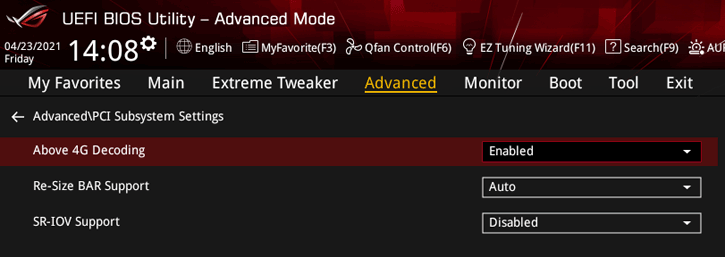 UEFI BIOS Utility – Advanced Mode
04/23/2021
Friday
14:08
English
MyFavorite(F3)
Qfan Control(F6)
EZ Tuning Wizard(F11)
Search(F9)
My Favorites
Main
Extreme Tweaker
Advanced
Monitor
Boot
Tool
Exit
Advanced\PCI Subsystem Settings
Above 4G Decoding
Enabled
Re-Size BAR Support
Auto
SR-IOV Support
Disabled